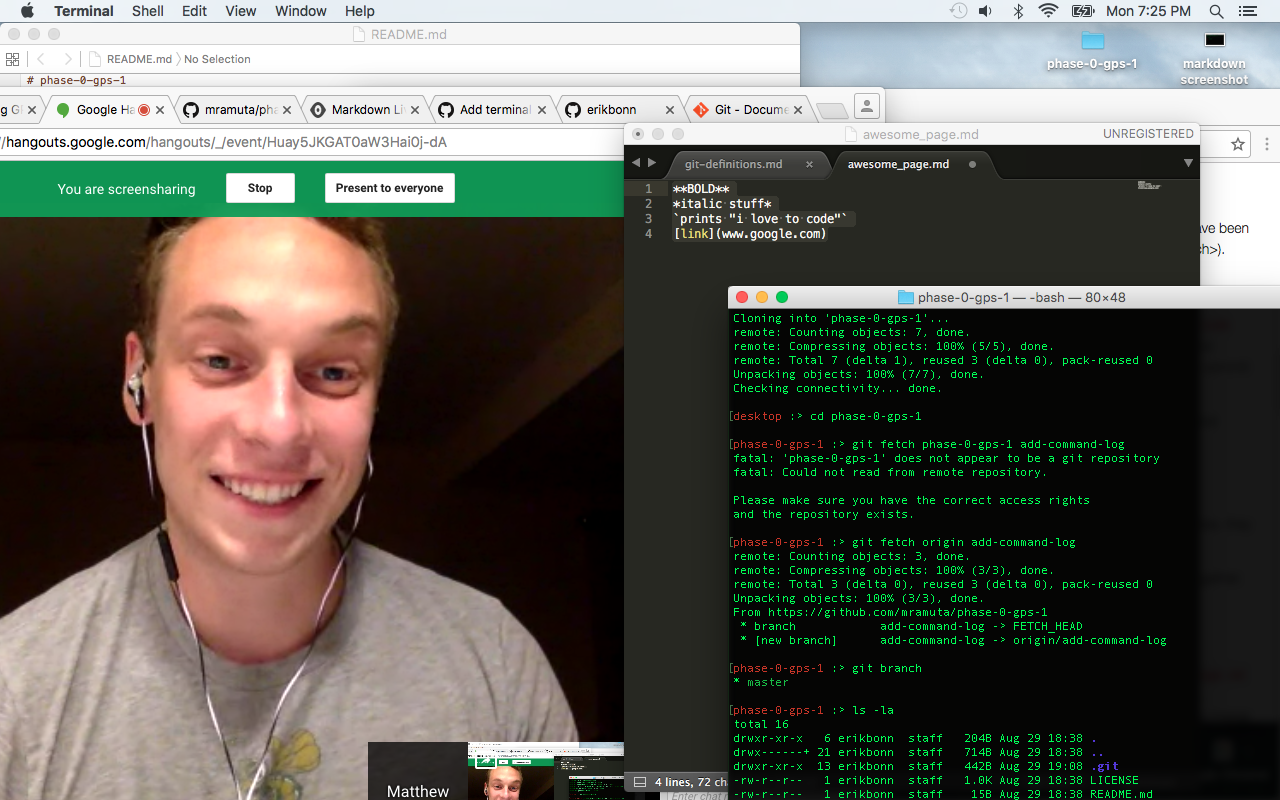 Terminal Shell Edit View Window Help Mon 7:25 PM
README.md
README.md No Selection
# phase-0-gps-1
phase-0-gps-1
markdown screenshot
Google Ha
mramuta/pha
Markdown Li
Add terminal
erikbonn
Git - Docume
//hangouts.google.com/hangouts/_/event/Huay5JKGAT0aW3Hai0j-dA
You are screensharing Stop Present to everyone
awesome_page.md UNREGISTERED
git-definitions.md awesome_page.md
1 **BOLD**
2 *italic stuff*
3 `prints "i love to code"`
4 [link](www.google.com)
been
phase-0-gps-1 — -bash — 80×48
Cloning into 'phase-0-gps-1'...
remote: Counting objects: 7, done.
remote: Compressing objects: 100% (5/5), done.
remote: Total 7 (delta 1), reused 3 (delta 0), pack-reused 0
Unpacking objects: 100% (7/7), done.
Checking connectivity... done.
[desktop :> cd phase-0-gps-1
[phase-0-gps-1 :> git fetch phase-0-gps-1 add-command-log
fatal: 'phase-0-gps-1' does not appear to be a git repository
fatal: Could not read from remote repository.
Please make sure you have the correct access rights
and the repository exists.
[phase-0-gps-1 :> git fetch origin add-command-log
remote: Counting objects: 3, done.
remote: Compressing objects: 100% (3/3), done.
remote: Total 3 (delta 0), reused 3 (delta 0), pack-reused 0
Unpacking objects: 100% (3/3), done.
From https://github.com/mramuta/phase-0-gps-1
* branch add-command-log -> FETCH_HEAD
* [new branch] add-command-log -> origin/add-command-log
[phase-0-gps-1 :> git branch
* master
[phase-0-gps-1 :> ls -la
total 16
drwxr-xr-x 6 erikbonn staff 204B Aug 29 18:38 .
drwx------+ 21 erikbonn staff 714B Aug 29 18:38 ..
drwxr-xr-x 13 erikbonn staff 442B Aug 29 19:08 .git
-rw-r--r-- 1 erikbonn staff 1.0K Aug 29 18:38 LICENSE
-rw-r--r-- 1 erikbonn staff 15B Aug 29 18:38 README.md
4 lines, 72 ch
Matthew